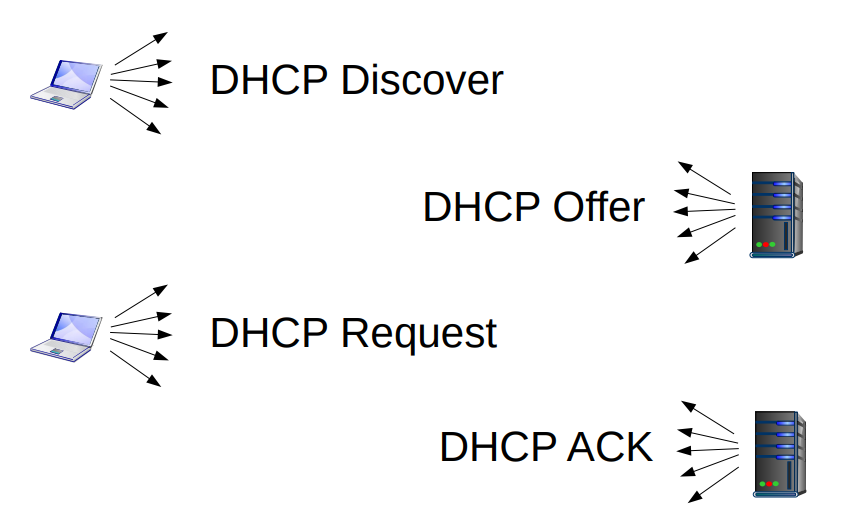 DHCP Discover
DHCP Offer
DHCP Request
DHCP ACK